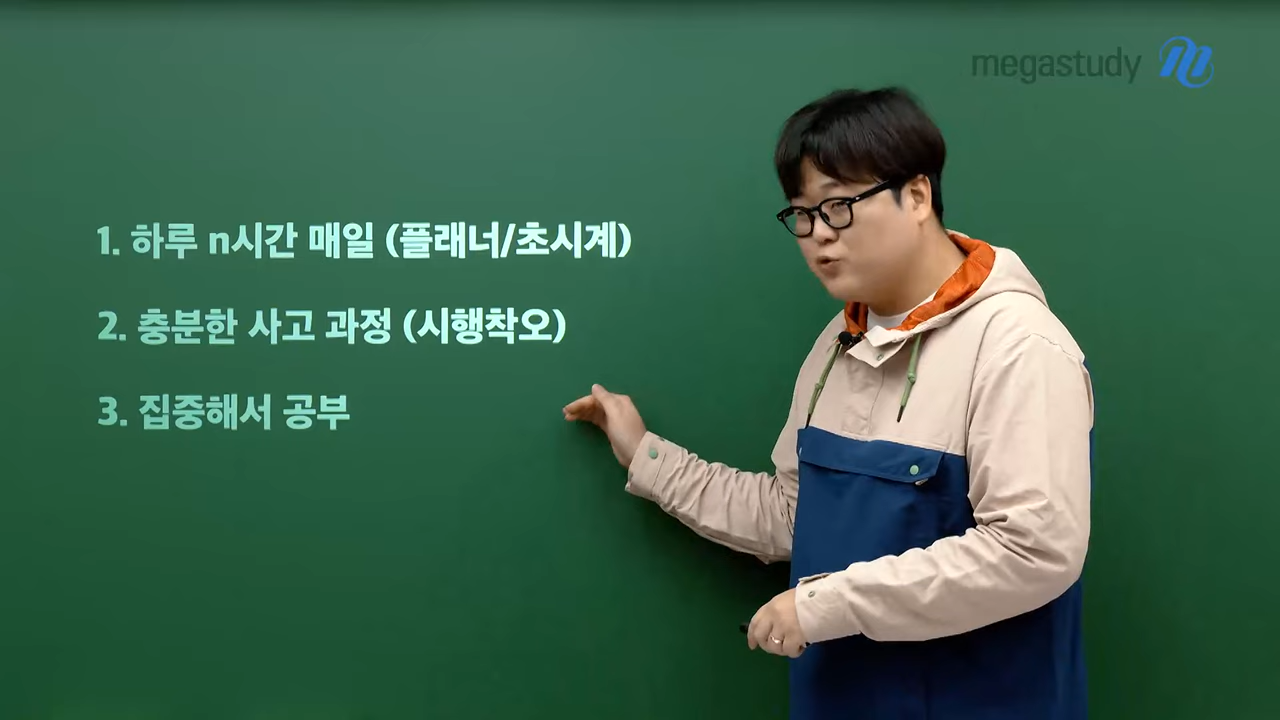 megastudy
1. 하루 n시간 매일 (플래너/초시계)
2. 충분한 사고 과정 (시행착오)
3. 집중해서 공부